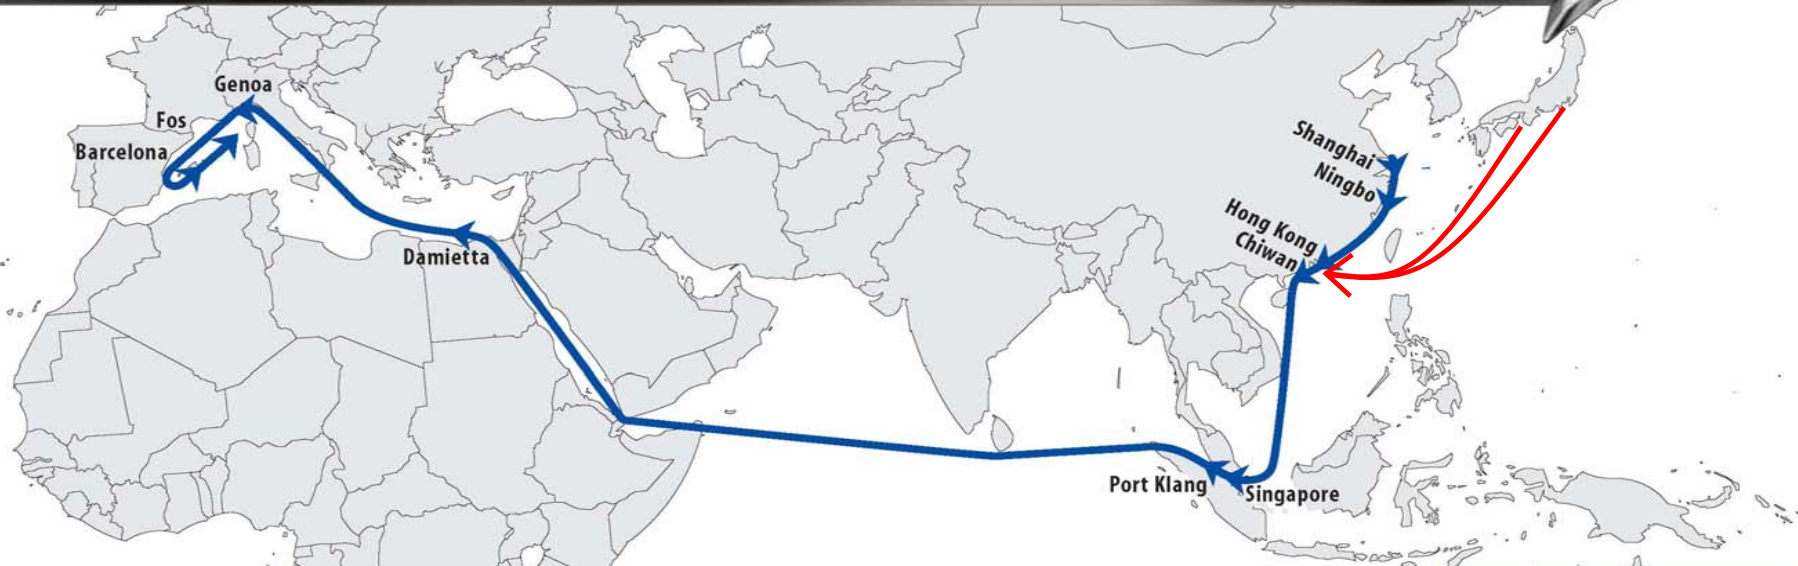 Genoa
Fos
Barcelona
Damietta
Shanghai
Ningbo
Hong Kong
Chiwan
Port Klang
Singapore